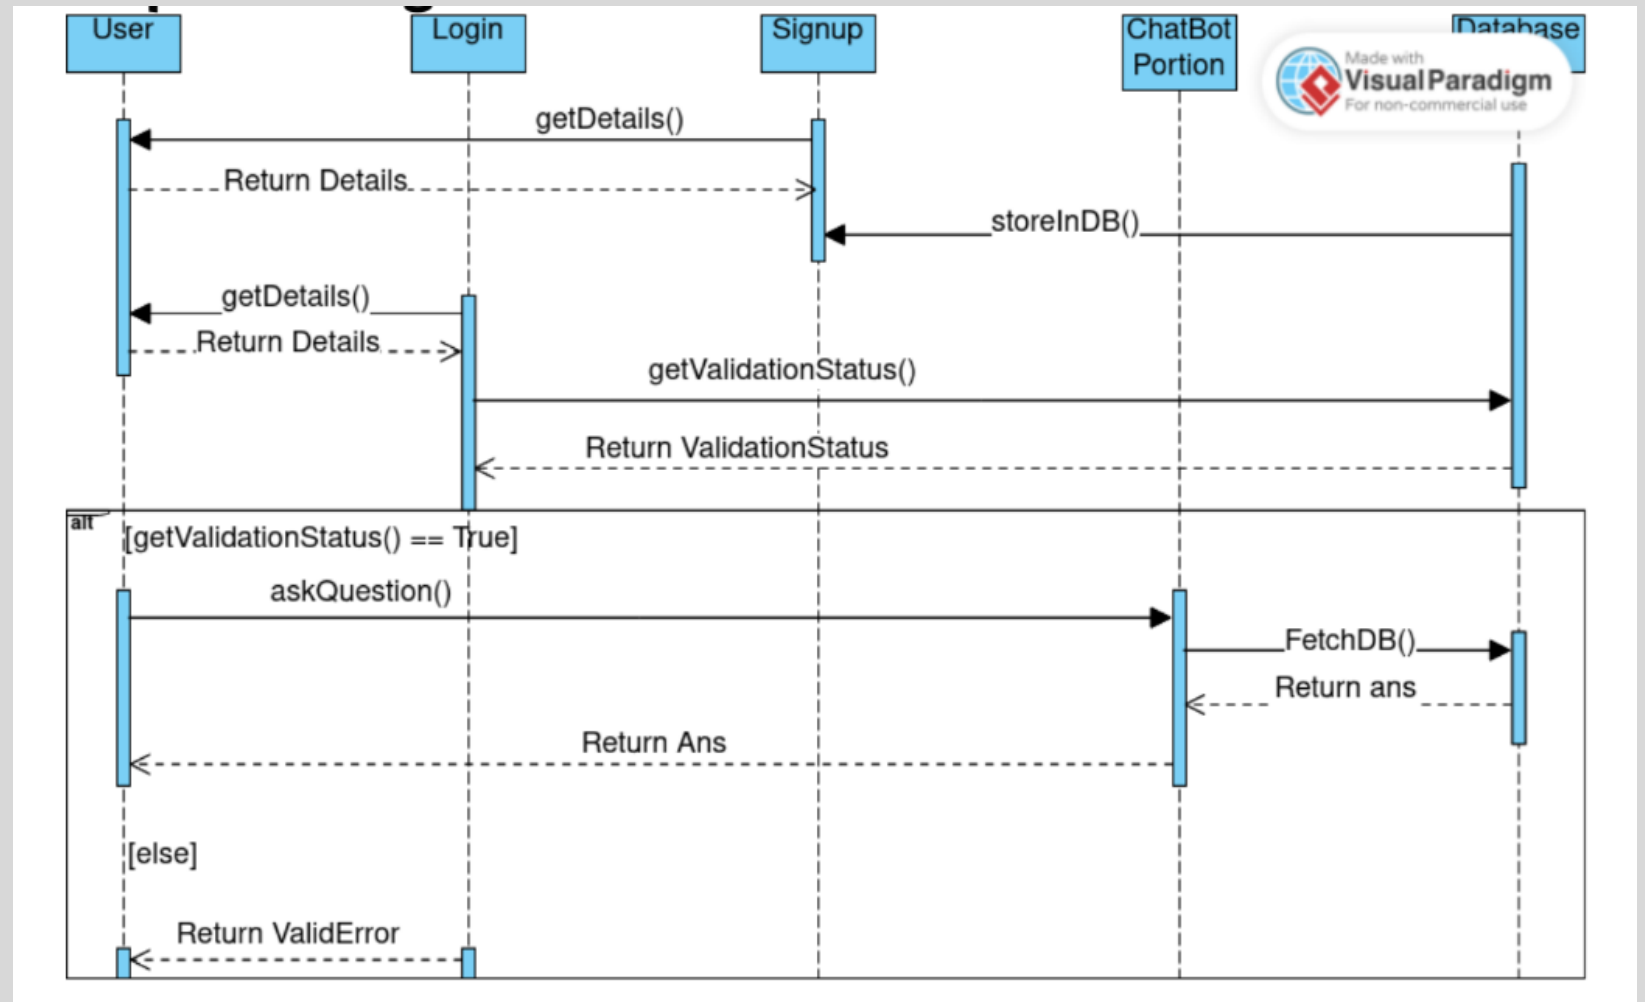 User
Login
Signup
ChatBot
Portion
Database
Made with
Visual Paradigm
For non-commercial use
getDetails()
Return Details
storeInDB()
getDetails()
Return Details
getValidationStatus()
Return ValidationStatus
alt
[getValidationStatus() == True]
askQuestion()
FetchDB()
Return ans
Return Ans
[else]
Return ValidError